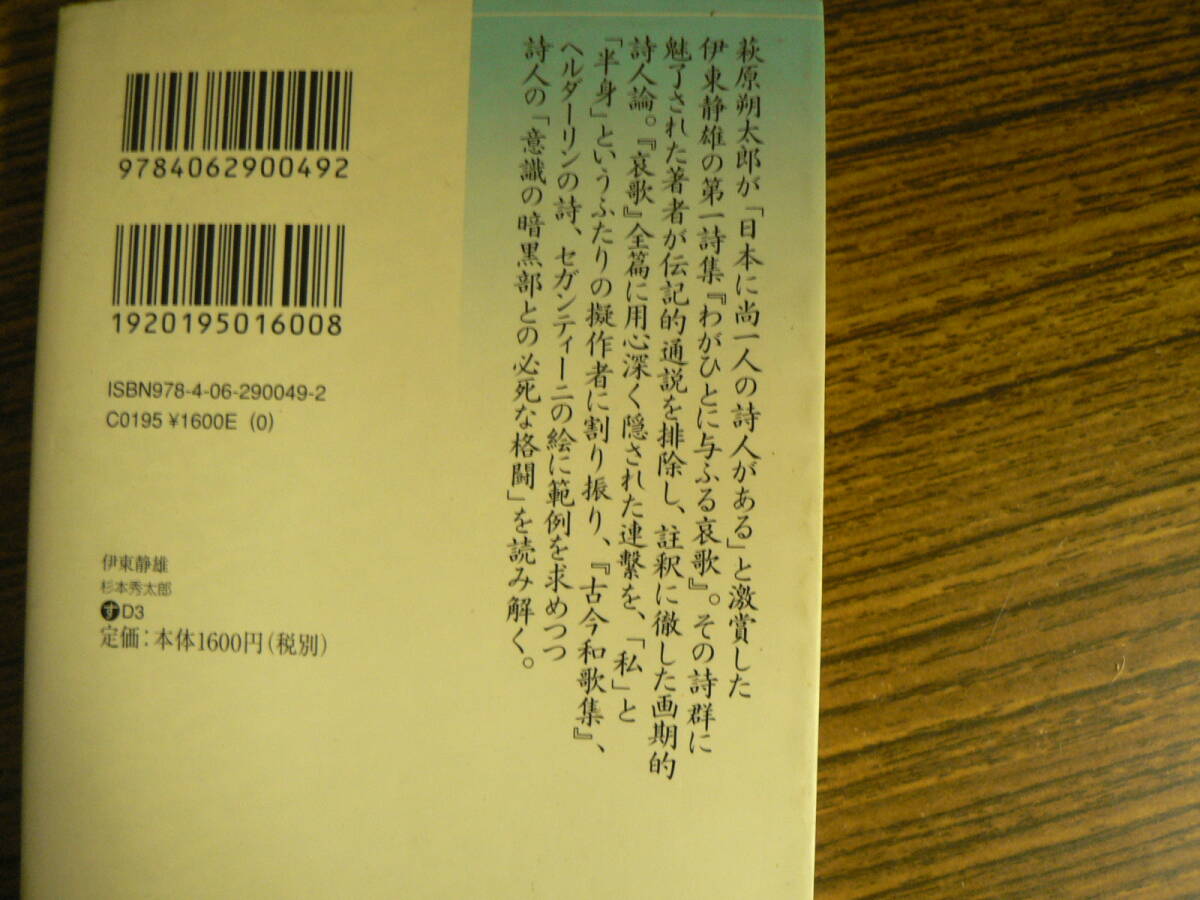 萩原朔太郎が「日本に尚一人の詩人がある」と激賞した
伊東静雄の第一詩集『わがひとに与ふる哀歌』。その詩群に
魅了された著者が伝記的通説を排除し、註釈に徹した画期的
詩人論。『哀歌』全篇に用心深く隠された連繫を、「私」と
「半身」というふたりの擬作者に割り振り、『古今和歌集』、
ヘルダーリンの詩、セガンティーニの絵に範例を求めつつ
詩人の「意識の暗黒部との必死な格闘」を読み解く。
9784062900492
1920195016008
ISBN978-4-06-290049-2
C0195 ¥1600E (0)
伊東静雄
杉本秀太郎
す D3
定価：本体1600円（税別）